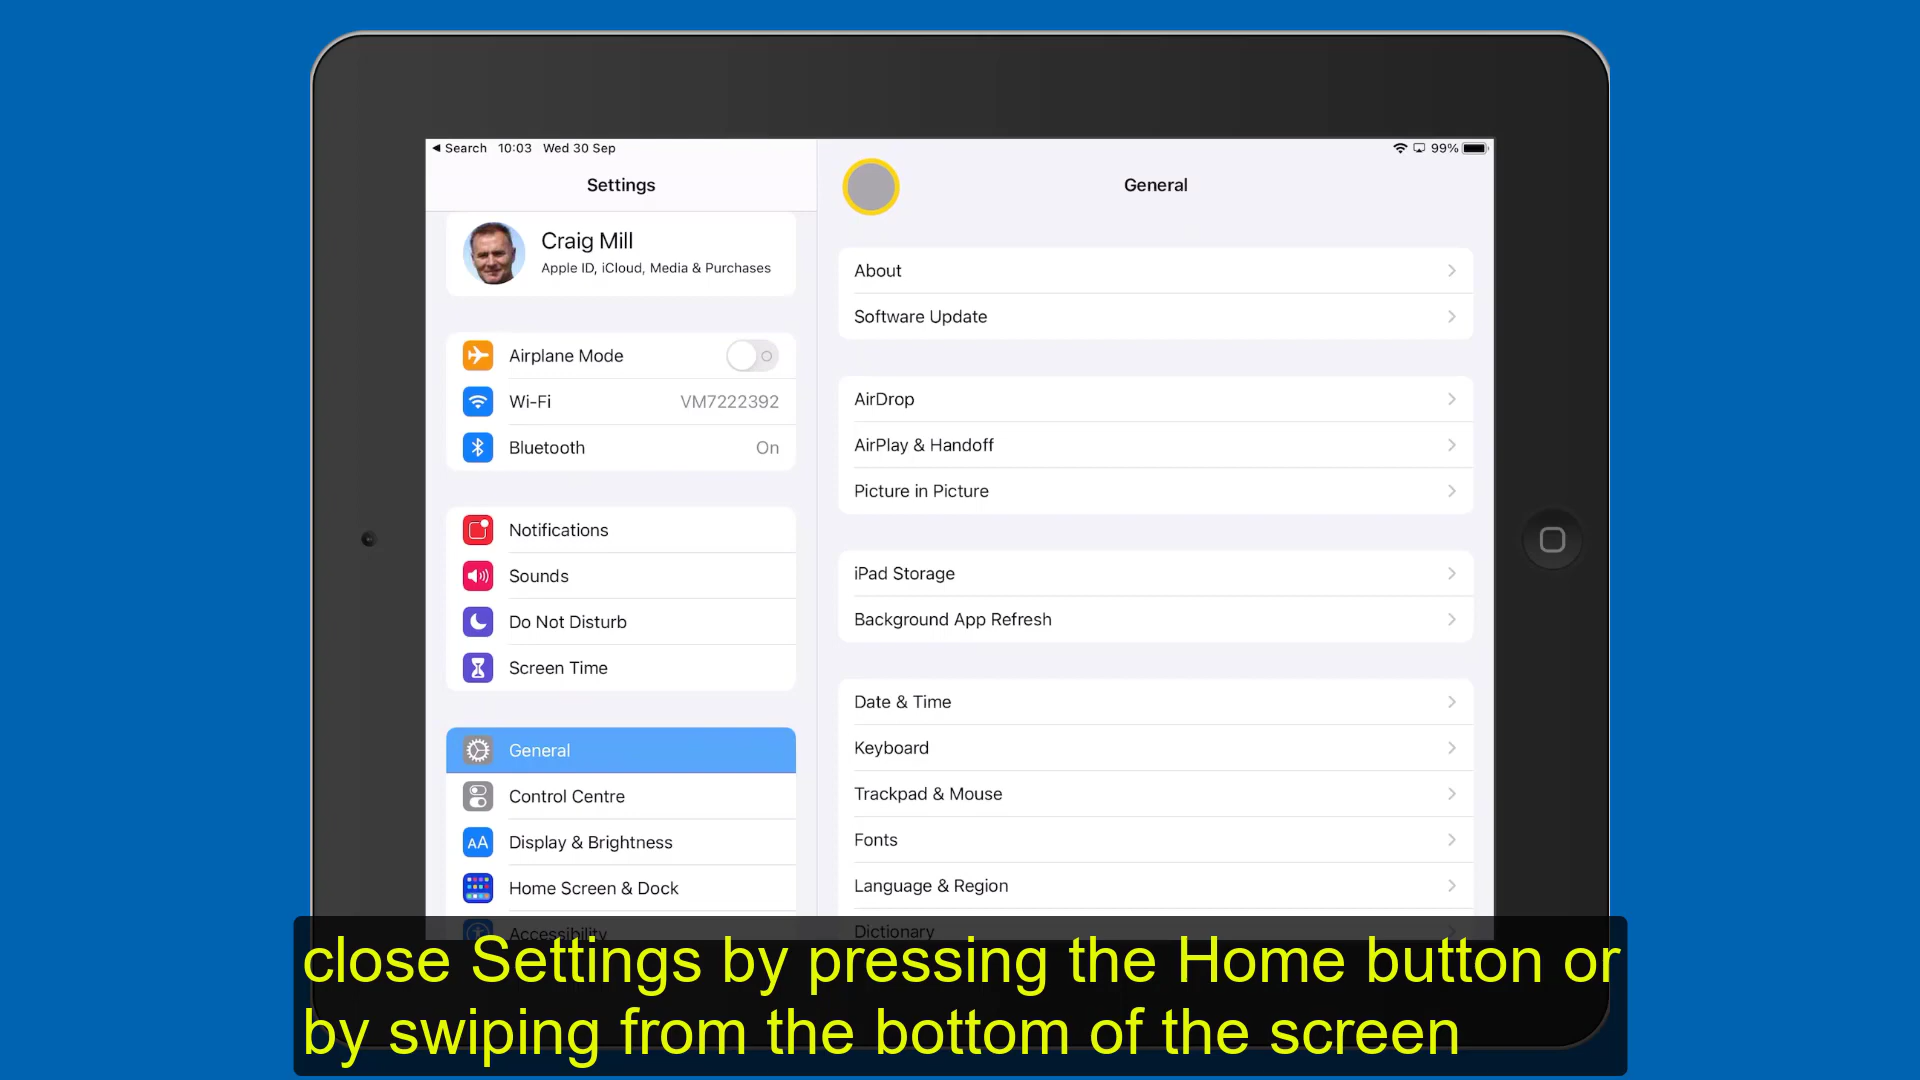 ◀ Search 10:03 Wed 30 Sep
99%
Settings
General
Craig Mill
Apple ID, iCloud, Media & Purchases
Airplane Mode
Wi-Fi VM7222392
Bluetooth On
Notifications
Sounds
Do Not Disturb
Screen Time
General
Control Centre
AA Display & Brightness
Home Screen & Dock
Accessibility
About
Software Update
AirDrop
AirPlay & Handoff
Picture in Picture
iPad Storage
Background App Refresh
Date & Time
Keyboard
Trackpad & Mouse
Fonts
Language & Region
Dictionary
close Settings by pressing the Home button or
by swiping from the bottom of the screen